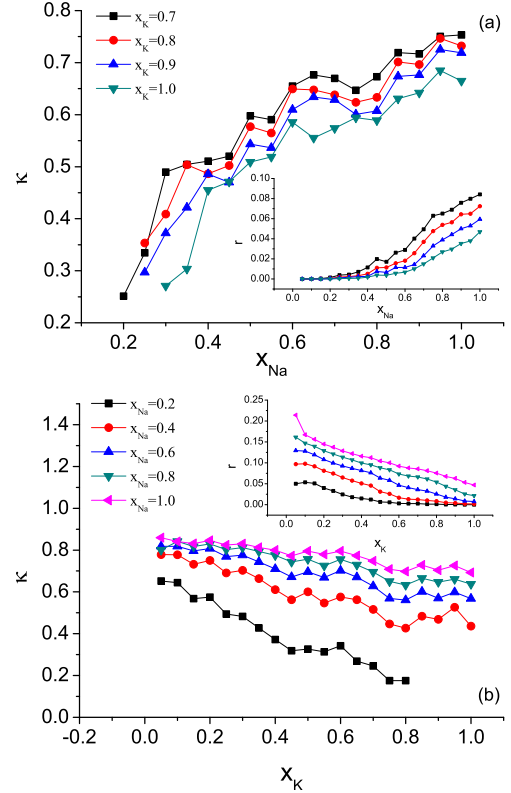 (a)
x_K=0.7
x_K=0.8
x_K=0.9
x_K=1.0
0.8
0.7
0.6
0.5
0.4
0.3
0.2
κ
0.10
0.08
0.06
0.04
0.02
0.00
r
0.0 0.2 0.4 0.6 0.8 1.0
x_Na
0.2 0.4 0.6 0.8 1.0
x_Na
x_Na=0.2
x_Na=0.4
x_Na=0.6
x_Na=0.8
x_Na=1.0
1.4
1.2
1.0
0.8
0.6
0.4
0.2
0.0
κ
0.25
0.20
0.15
0.10
0.05
0.00
r
0.0 0.2 0.4 0.6 0.8 1.0
x_K
(b)
-0.2 0.0 0.2 0.4 0.6 0.8 1.0
x_K